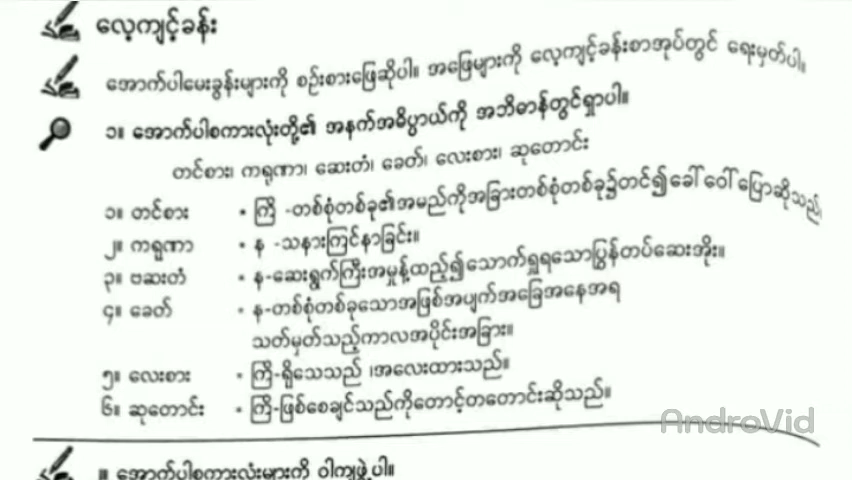 လေ့ကျင့်ခန်း
အောက်ပါမေးခွန်းများကို စဉ်းစားဖြေဆိုပါ။ အဖြေများကို လေ့ကျင့်ခန်းစာအုပ်တွင် ရေးမှတ်ပါ။
၁။ အောက်ပါစကားလုံးတို့၏ အနက်အဓိပ္ပာယ်ကို အဘိဓာန်တွင်ရှာပါ။
တင်စား၊ ကရုဏာ၊ ဆေးတံ၊ ခေတ်၊ လေးစား၊ ဆုတောင်း
၁။ တင်စား • ကြိ -တစ်စုံတစ်ခု၏အမည်ကိုအခြားတစ်စုံတစ်ခု၌တင်၍ခေါ်ဝေါ်ပြောဆိုသည်။
၂။ ကရုဏာ • န -သနားကြင်နာခြင်း။
၃။ ဗဆးတံ • န-ဆေးရွက်ကြီးအမှုန့်ထည့်၍သောက်ရှူရသောပြွန်တပ်ဆေးအိုး။
၄။ ခေတ် • န-တစ်စုံတစ်ခုသောအဖြစ်အပျက်အခြေအနေအရ
သတ်မှတ်သည့်ကာလအပိုင်းအခြား။
၅။ လေးစား • ကြိ-ရိုသေသည် ၊အလေးထားသည်။
၆။ ဆုတောင်း • ကြိ-ဖြစ်စေချင်သည်ကိုတောင့်တတောင်းဆိုသည်။
AndroVid
။ အောက်ပါစကားလုံးများကို ဝါကျဖွဲ့ပါ။